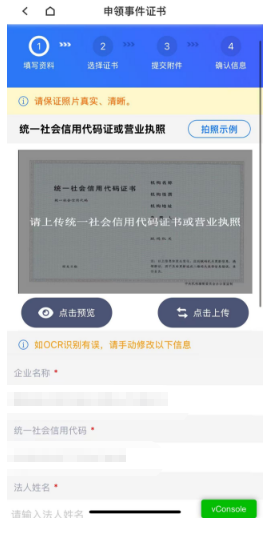 申领事件证书
1
2
3
4
填写资料
选择证书
提交附件
确认信息
请保证照片真实、清晰。
统一社会信用代码证或营业执照
拍照示例
统一社会信用代码证书
请上传统一社会信用代码证书或营业执照
点击预览
点击上传
如OCR识别有误，请手动修改以下信息
企业名称 *
统一社会信用代码 *
法人姓名 *
请输入法人姓名
vConsole